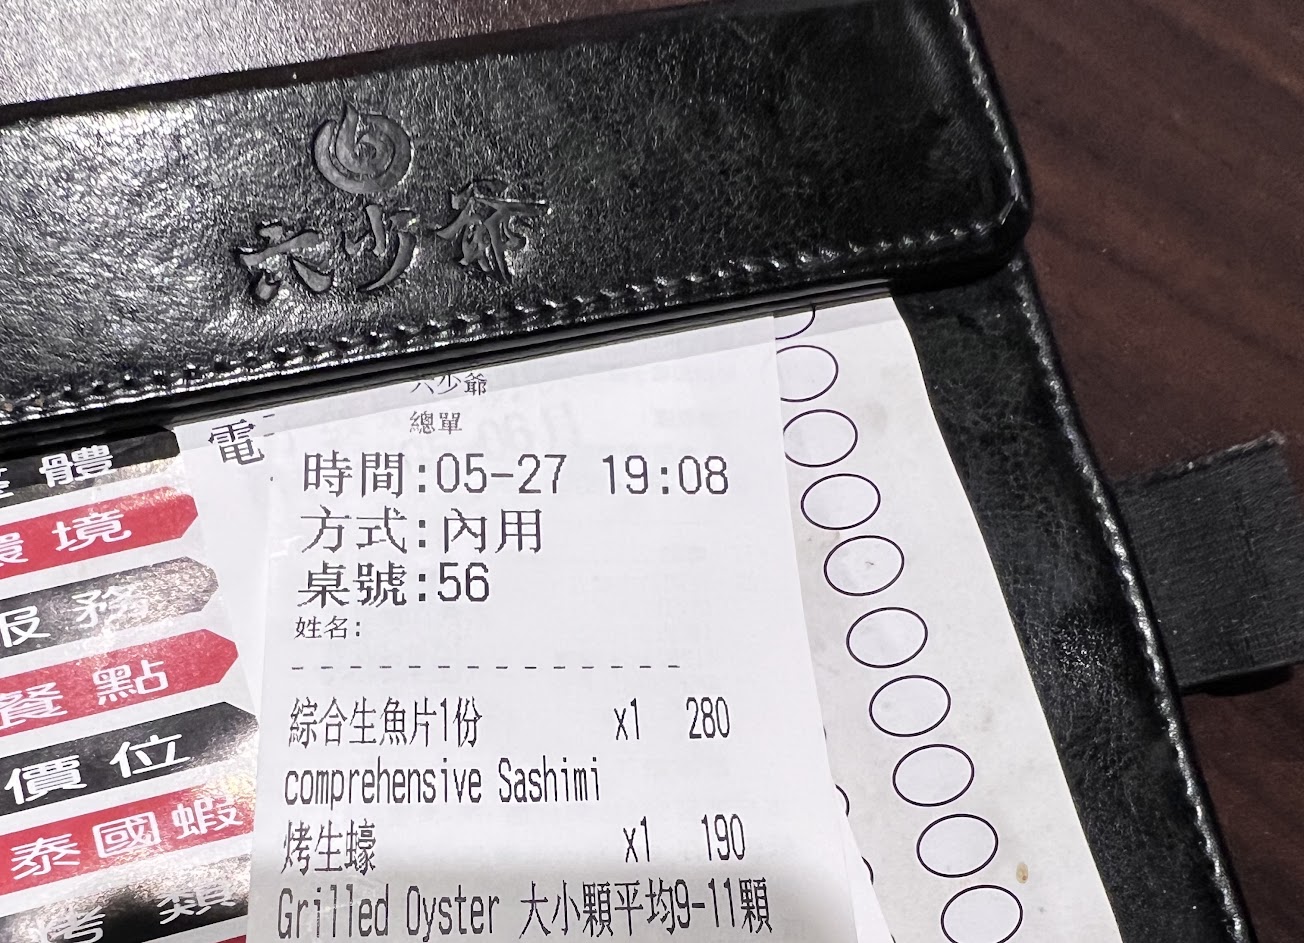 六少爺
六少爺
總單
電
時間:05-27 19:08
方式:內用
桌號:56
姓名:
綜合生魚片1份 x1 280
comprehensive Sashimi
烤生蠔 x1 190
Grilled Oyster 大小顆平均9-11顆
體
環境
服務
餐點
價位
泰國蝦
烤類